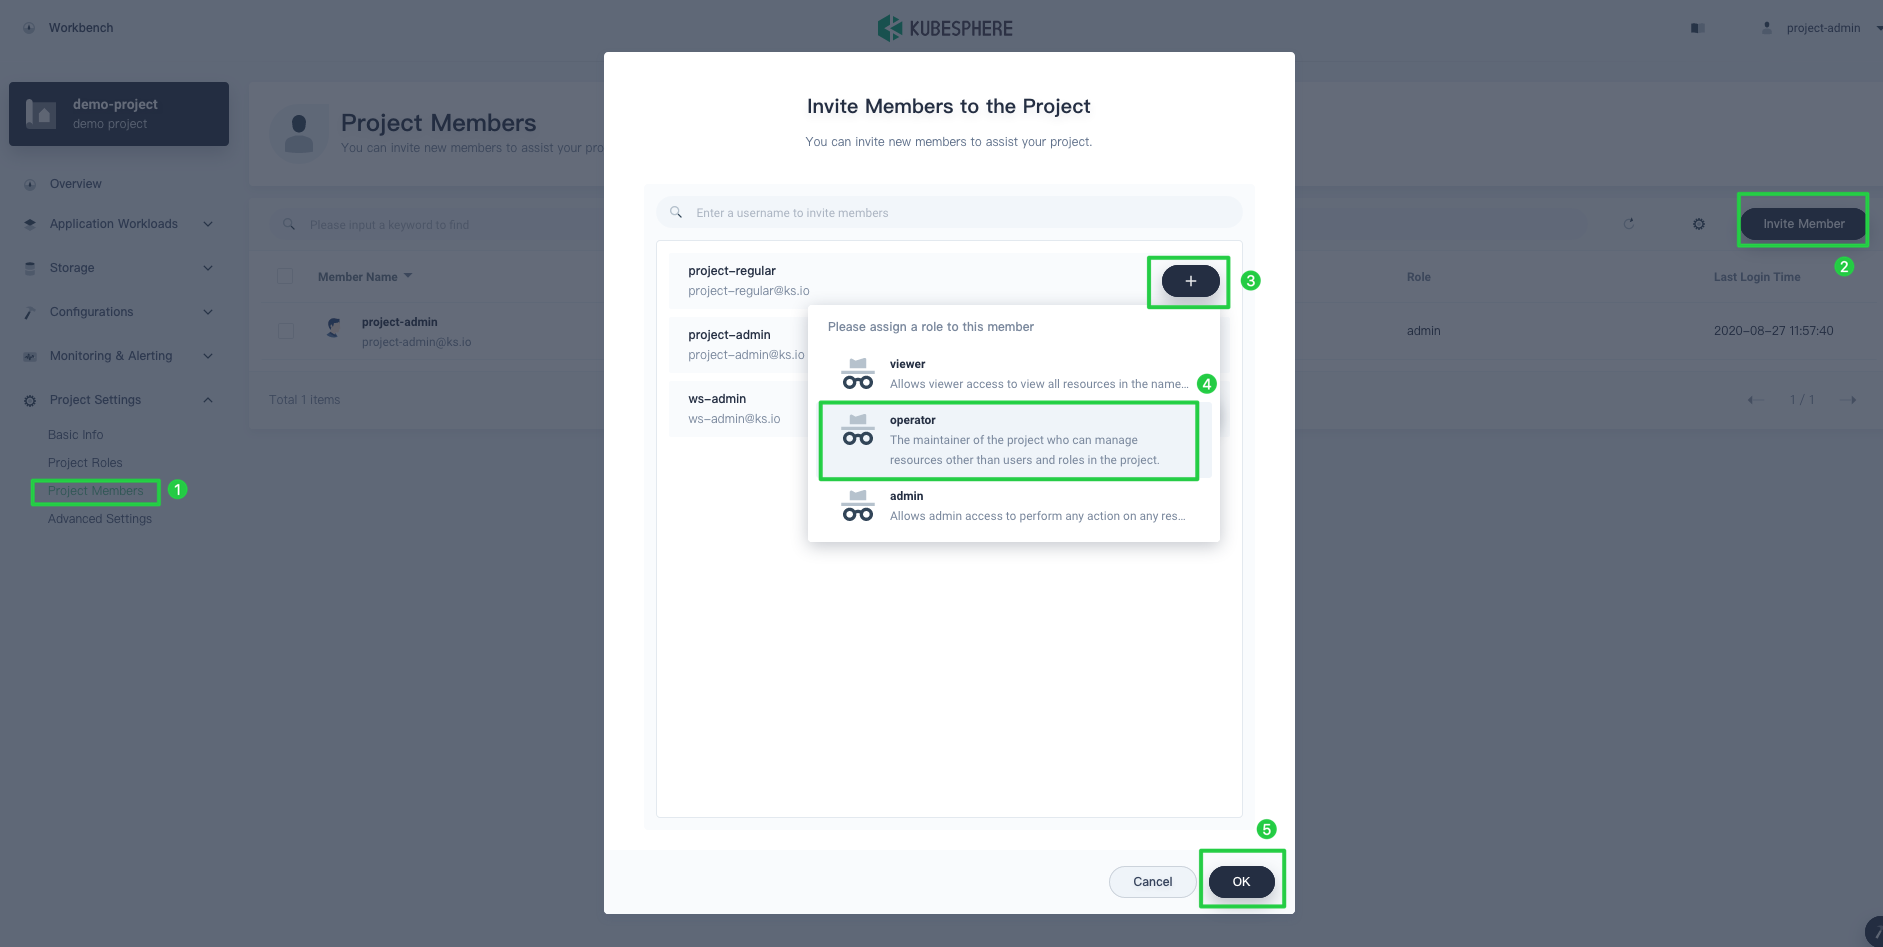 Workbench
KUBESPHERE
project-admin
demo-project
demo project
Overview
Application Workloads
Storage
Configurations
Monitoring & Alerting
Project Settings
Basic Info
Project Roles
Project Members
1
Advanced Settings
Project Members
You can invite new members to assist your pro
Please input a keyword to find
Invite Member
2
Member Name
Role
Last Login Time
project-admin
project-admin@ks.io
admin
2020-08-27 11:57:40
Total 1 items
1 / 1
Invite Members to the Project
You can invite new members to assist your project.
Enter a username to invite members
project-regular
project-regular@ks.io
+
3
project-admin
project-admin@ks.io
ws-admin
ws-admin@ks.io
Please assign a role to this member
viewer
Allows viewer access to view all resources in the name...
4
operator
The maintainer of the project who can manage
resources other than users and roles in the project.
admin
Allows admin access to perform any action on any res...
5
Cancel
OK